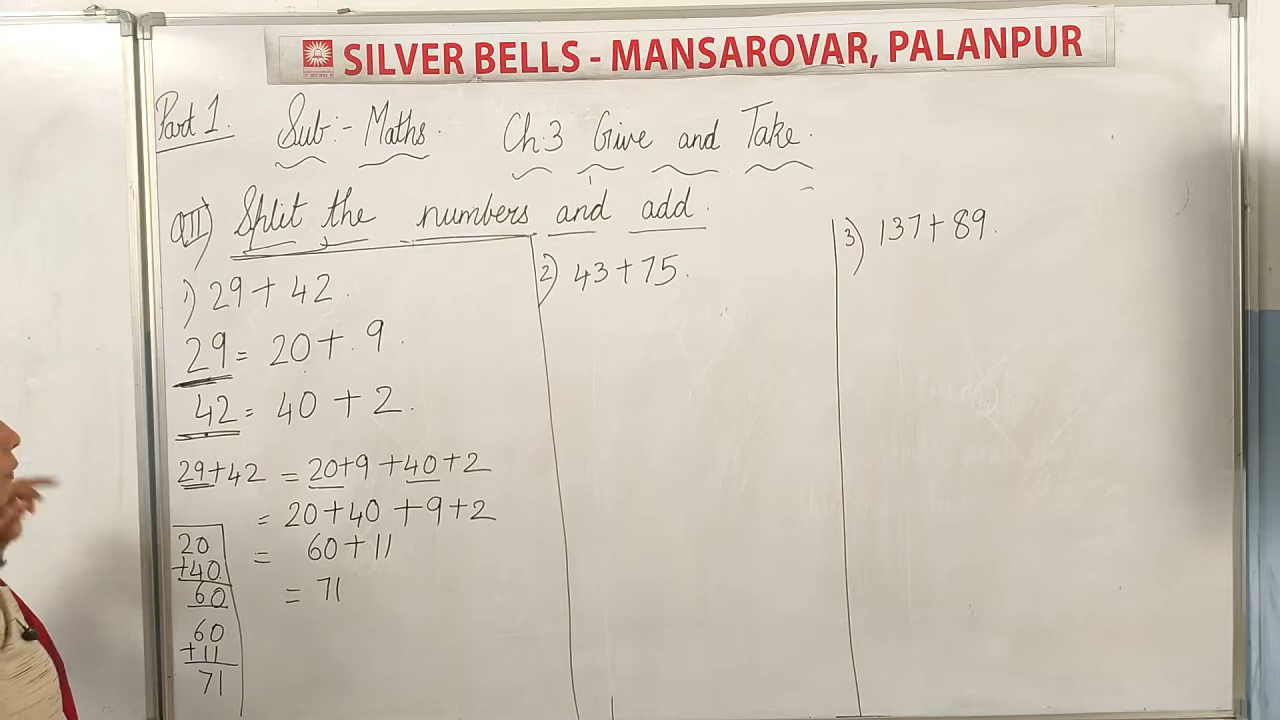 SILVER BELLS - MANSAROVAR, PALANPUR
Part 1. Sub:- Maths. Ch.3 Give and Take.
QII) Split the numbers and add.
1) 29 + 42.
29 = 20 + 9.
42 = 40 + 2.
29+42 = 20+9+40+2
= 20+40+9+2
= 60+11
= 71
20
+40
60
60
+11
71
2) 43+75.
3) 137+89.